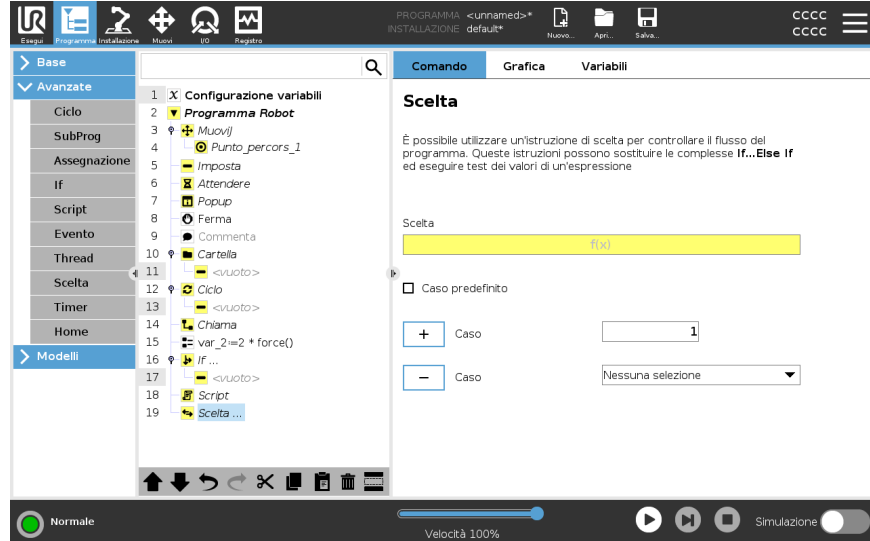 PROGRAMMA <unnamed>*
INSTALLAZIONE default*
UR
Esegui
Programma
Installazione
Muovi
I/O
Registro
Nuovo...
Apri...
Salva...
cccc
cccc
Base
Avanzate
Ciclo
SubProg
Assegnazione
If
Script
Evento
Thread
Scelta
Timer
Home
Modelli
1 X Configurazione variabili
2 Programma Robot
3 MuoviJ
4 Punto_percors_1
5 Imposta
6 Attendere
7 Popup
8 Ferma
9 Commenta
10 Cartella
11 <vuoto>
12 Ciclo
13 <vuoto>
14 Chiama
15 var_2≔2 * force()
16 If ...
17 <vuoto>
18 Script
19 Scelta ...
Comando Grafica Variabili
Scelta
È possibile utilizzare un'istruzione di scelta per controllare il flusso del
programma. Queste istruzioni possono sostituire le complesse If...Else If
ed eseguire test dei valori di un'espressione
Scelta
f(x)
Caso predefinito
+ Caso 1
− Caso Nessuna selezione
Normale
Velocità 100%
Simulazione